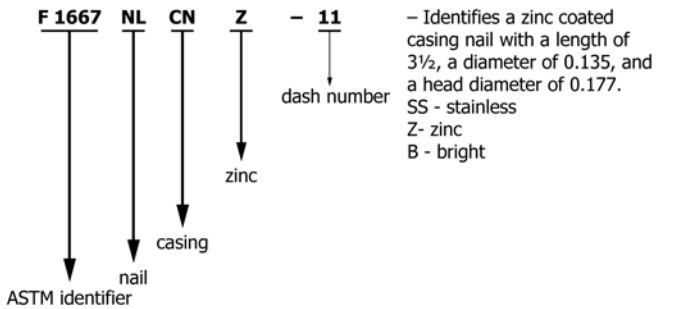 F 1667 NL CN Z – 11
dash number
zinc
casing
nail
ASTM identifier
– Identifies a zinc coated
casing nail with a length of
3½, a diameter of 0.135, and
a head diameter of 0.177.
SS - stainless
Z- zinc
B - bright